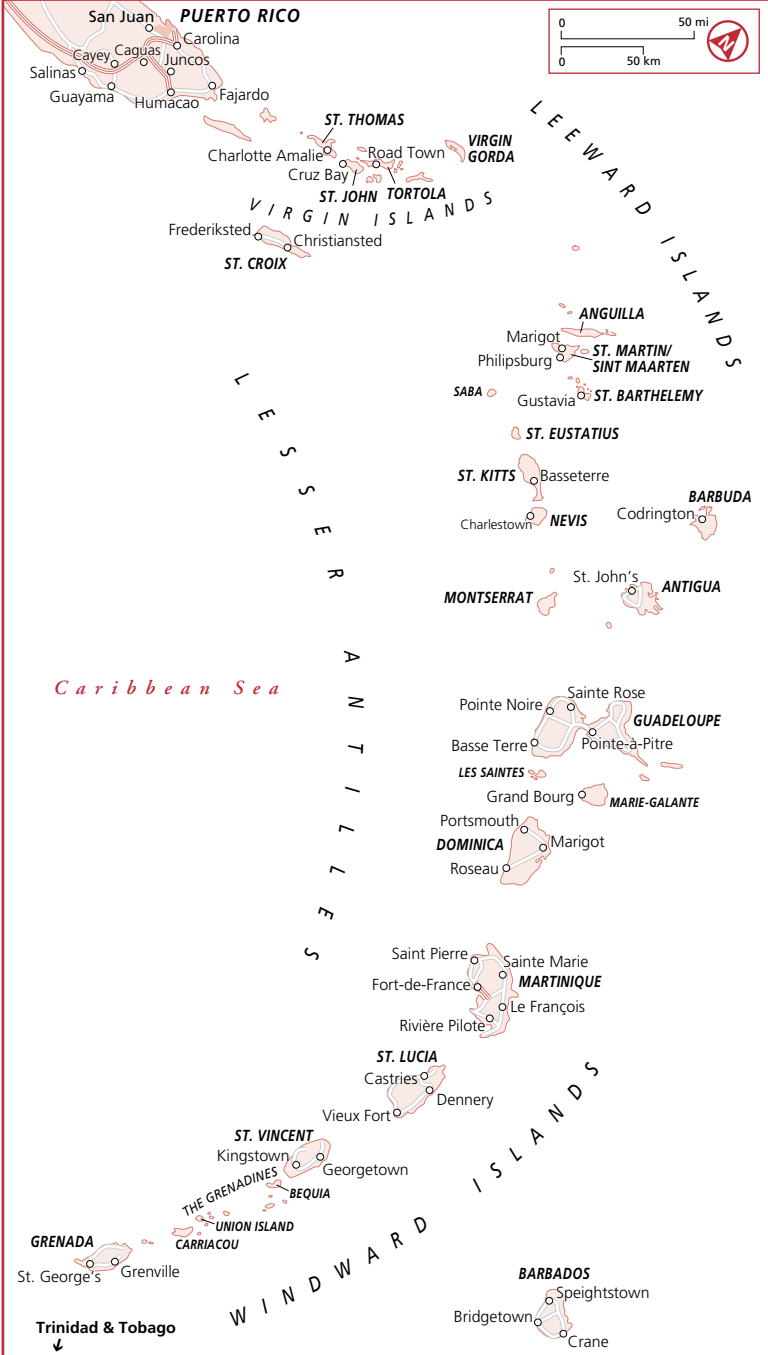 PUERTO RICO
San Juan
Carolina
Cayey
Caguas
Juncos
Salinas
Guayama
Humacao
Fajardo
0 50 mi
0 50 km
N
LEEWARD ISLANDS
ST. THOMAS
Charlotte Amalie
Cruz Bay
Road Town
VIRGIN
GORDA
ST. JOHN
TORTOLA
VIRGIN ISLANDS
Frederiksted
Christiansted
ST. CROIX
ANGUILLA
Marigot
Philipsburg
ST. MARTIN/
SINT MAARTEN
SABA
Gustavia
ST. BARTHELEMY
ST. EUSTATIUS
ST. KITTS
Basseterre
Charlestown
NEVIS
BARBUDA
Codrington
St. John's
ANTIGUA
MONTSERRAT
LESSER ANTILLES
Caribbean Sea
Pointe Noire
Sainte Rose
GUADELOUPE
Basse Terre
Pointe-à-Pitre
LES SAINTES
Grand Bourg
MARIE-GALANTE
Portsmouth
DOMINICA
Marigot
Roseau
Saint Pierre
Sainte Marie
Fort-de-France
MARTINIQUE
Le François
Rivière Pilote
ST. LUCIA
Castries
Dennery
Vieux Fort
ST. VINCENT
Kingstown
Georgetown
THE GRENADINES
BEQUIA
UNION ISLAND
CARRIACOU
GRENADA
St. George's
Grenville
WINDWARD ISLANDS
BARBADOS
Speightstown
Bridgetown
Crane
Trinidad & Tobago